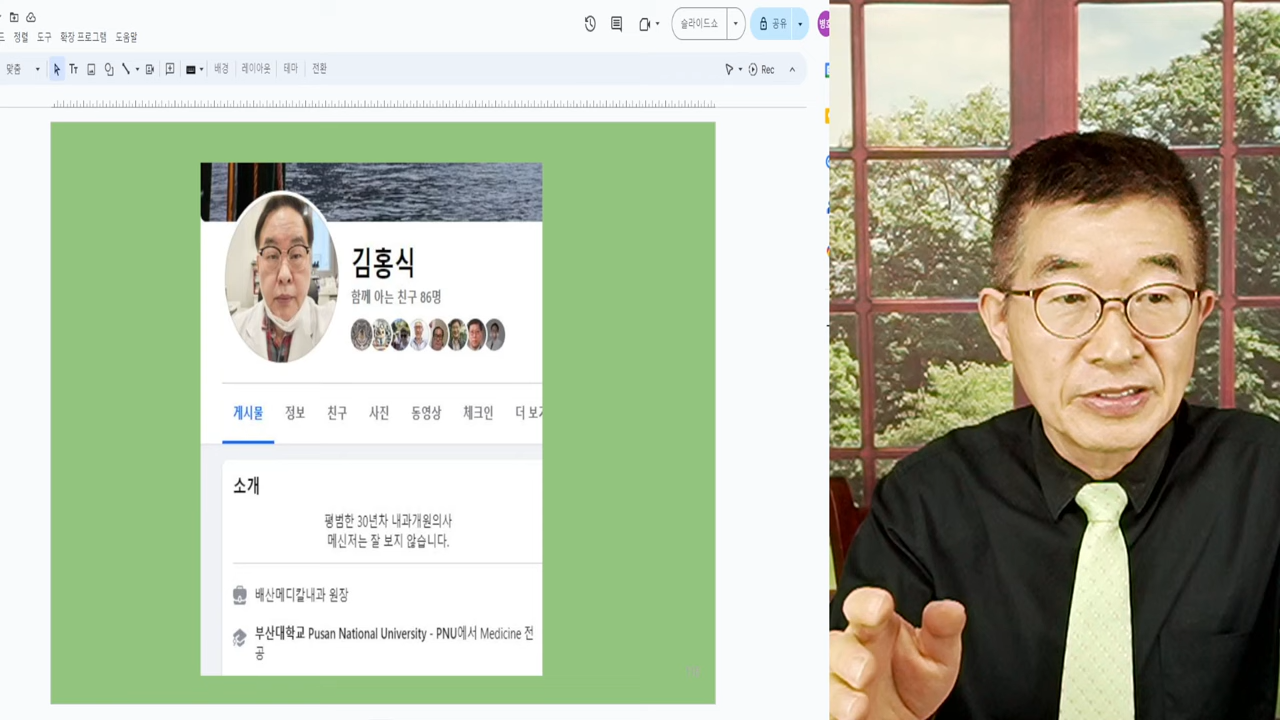 정렬 도구 확장 프로그램 도움말
슬라이드쇼
공유
맞춤
배경 레이아웃 테마 전환
Rec
김홍식
함께 아는 친구 86명
게시물 정보 친구 사진 동영상 체크인 더 보기
소개
평범한 30년차 내과개원의사
메신저는 잘 보지 않습니다.
배산메디칼내과 원장
부산대학교 Pusan National University - PNU에서 Medicine 전
공